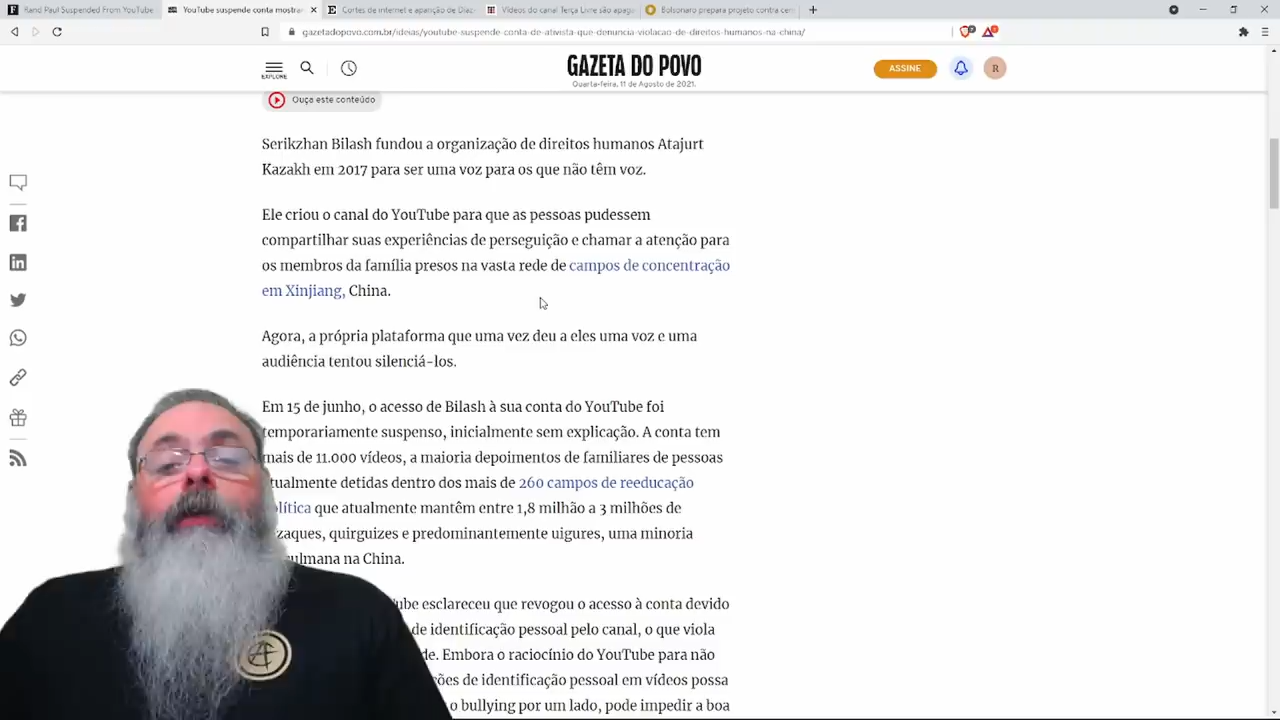 Rand Paul Suspended From YouTube
YouTube suspende conta mostra
Cortes de internet e aparição de Díaz
Vídeos do canal Terça Livre são apag
Bolsonaro prepara projeto contra cen
gazetadopovo.com.br/ideias/youtube-suspende-conta-de-ativista-que-denuncia-violacao-de-direitos-humanos-na-china/
EXPLORE
GAZETA DO POVO
Quarta-feira, 11 de Agosto de 2021.
ASSINE
R
Ouça este conteúdo
Serikzhan Bilash fundou a organização de direitos humanos Atajurt
Kazakh em 2017 para ser uma voz para os que não têm voz.
Ele criou o canal do YouTube para que as pessoas pudessem
compartilhar suas experiências de perseguição e chamar a atenção para
os membros da família presos na vasta rede de campos de concentração
em Xinjiang, China.
Agora, a própria plataforma que uma vez deu a eles uma voz e uma
audiência tentou silenciá-los.
Em 15 de junho, o acesso de Bilash à sua conta do YouTube foi
temporariamente suspenso, inicialmente sem explicação. A conta tem
mais de 11.000 vídeos, a maioria depoimentos de familiares de pessoas
tualmente detidas dentro dos mais de 260 campos de reeducação
olítica que atualmente mantêm entre 1,8 milhão a 3 milhões de
zaques, quirguizes e predominantemente uigures, uma minoria
ulmana na China.
ube esclareceu que revogou o acesso à conta devido
de identificação pessoal pelo canal, o que viola
de. Embora o raciocínio do YouTube para não
ções de identificação pessoal em vídeos possa
o bullying por um lado, pode impedir a boa